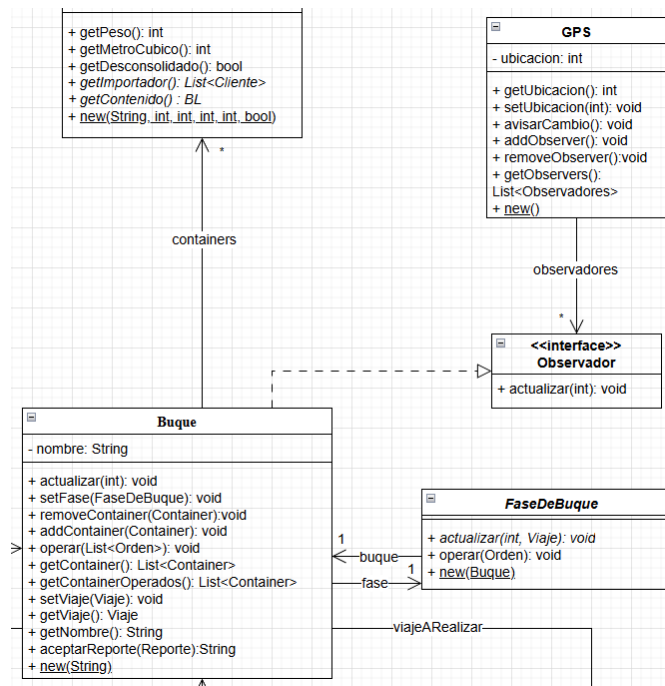 + getPeso(): int
+ getMetroCubico(): int
+ getDesconsolidado(): bool
+ getImportador(): List<Cliente>
+ getContenido() : BL
+ new(String, int, int, int, int, bool)
GPS
- ubicacion: int
+ getUbicacion(): int
+ setUbicacion(int): void
+ avisarCambio(): void
+ addObserver(): void
+ removeObserver():void
+ getObservers():
List<Observadores>
+ new()
*
containers
observadores
*
<<interface>>
Observador
+ actualizar(int): void
Buque
- nombre: String
+ actualizar(int): void
+ setFase(FaseDeBuque): void
+ removeContainer(Container):void
+ addContainer(Container): void
+ operar(List<Orden>): void
+ getContainer(): List<Container>
+ getContainerOperados(): List<Container>
+ setViaje(Viaje): void
+ getViaje(): Viaje
+ getNombre(): String
+ aceptarReporte(Reporte):String
+ new(String)
1
buque
1
fase
FaseDeBuque
+ actualizar(int, Viaje): void
+ operar(Orden): void
+ new(Buque)
viajeARealizar